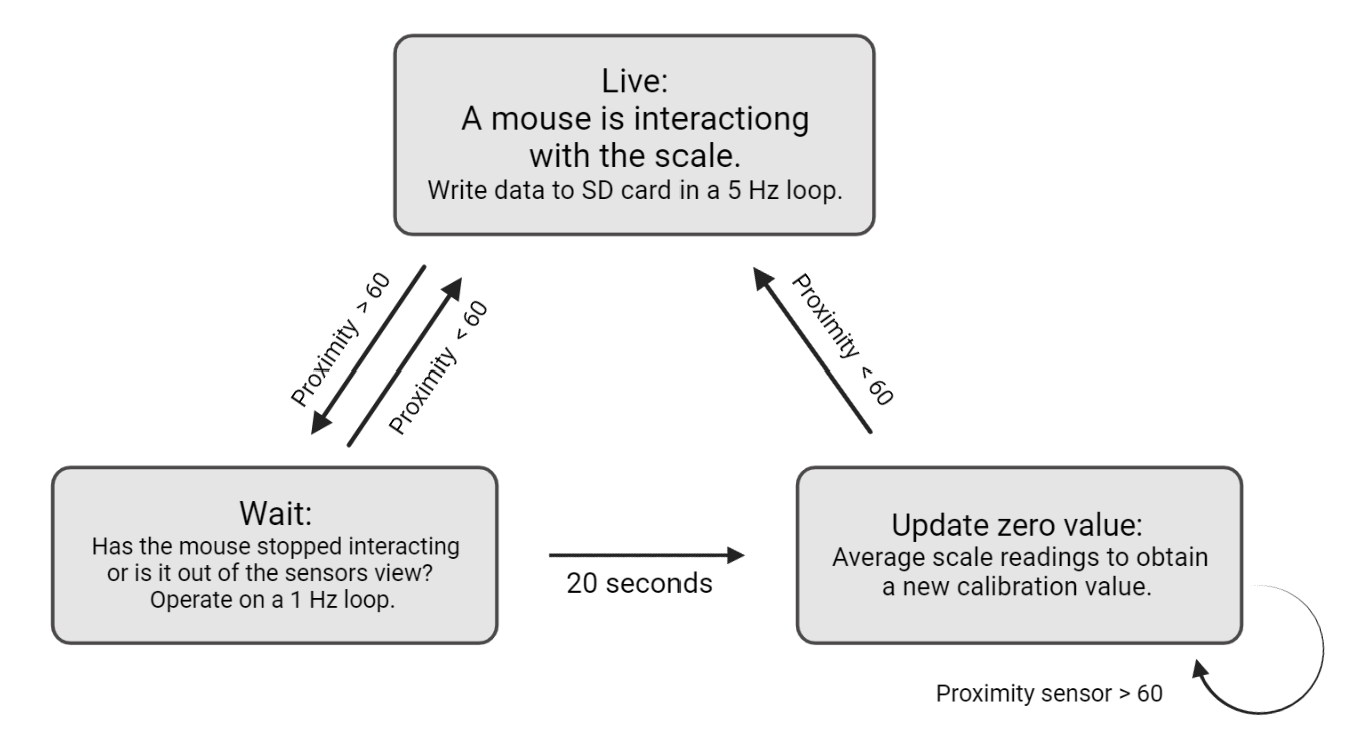 Live:
A mouse is interactiong
with the scale.
Write data to SD card in a 5 Hz loop.
Proximity > 60
Proximity < 60
Proximity < 60
Wait:
Has the mouse stopped interacting
or is it out of the sensors view?
Operate on a 1 Hz loop.
20 seconds
Update zero value:
Average scale readings to obtain
a new calibration value.
Proximity sensor > 60